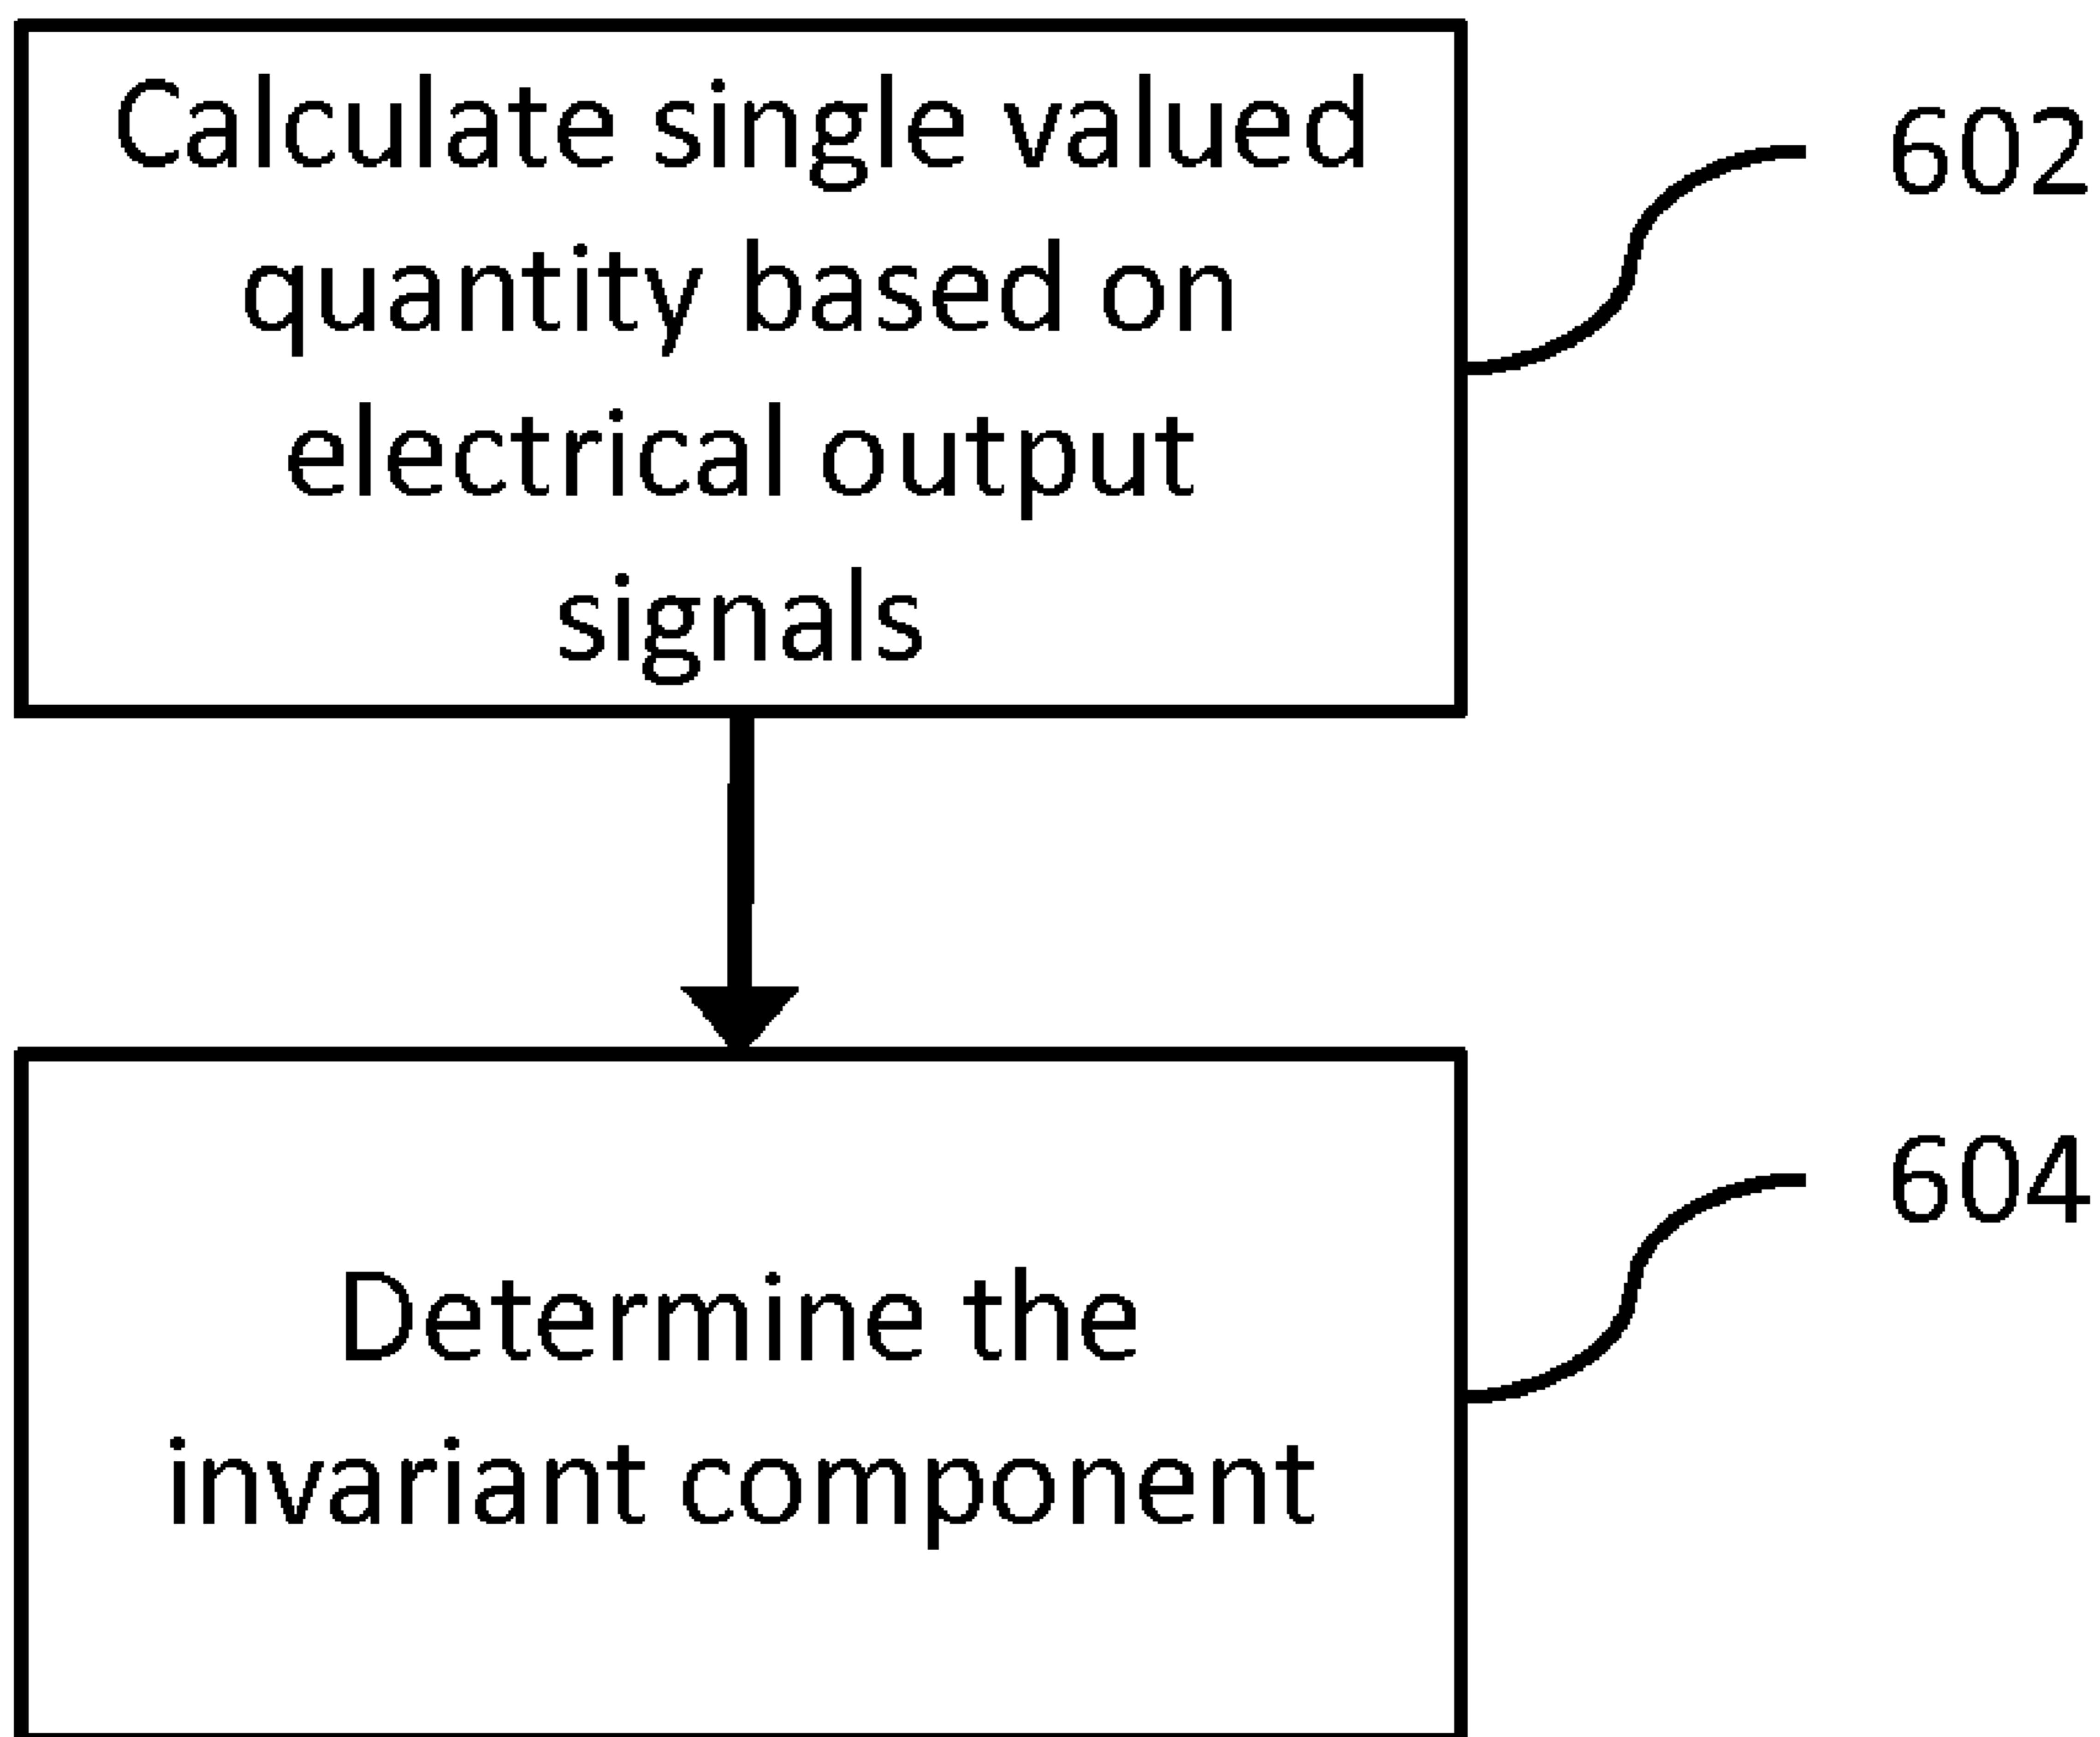 Calculate single valued
quantity based on
electrical output
signals
602
Determine the
invariant component
604